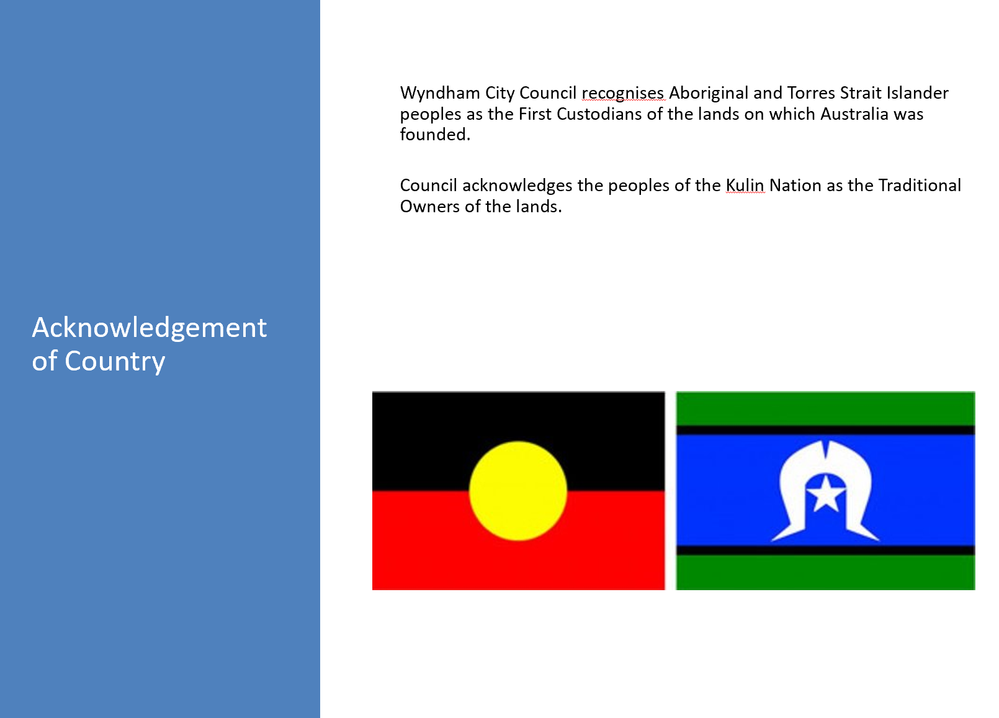 Acknowledgement
of Country
Wyndham City Council recognises Aboriginal and Torres Strait Islander
peoples as the First Custodians of the lands on which Australia was
founded.
Council acknowledges the peoples of the Kulin Nation as the Traditional
Owners of the lands.